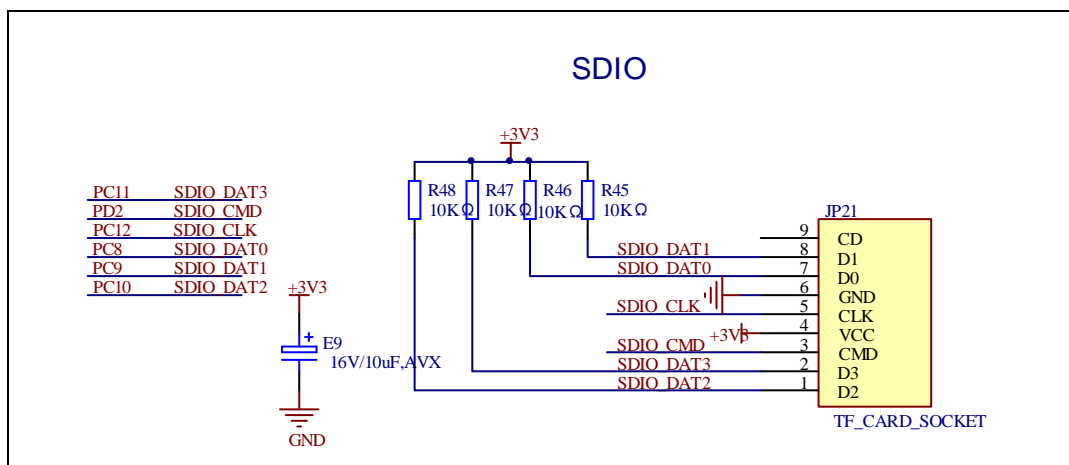 SDIO
+3V3
R48 R47 R46 R45
10KΩ 10KΩ 10KΩ 10KΩ
PC11 SDIO_DAT3
PD2 SDIO_CMD
PC12 SDIO_CLK
PC8 SDIO_DAT0
PC9 SDIO_DAT1
PC10 SDIO_DAT2
+3V3
E9
16V/10uF,AVX
GND
JP21
9 CD
SDIO_DAT1 8 D1
SDIO_DAT0 7 D0
6 GND
SDIO_CLK 5 CLK
+3V3 4 VCC
SDIO_CMD 3 CMD
SDIO_DAT3 2 D3
SDIO_DAT2 1 D2
TF_CARD_SOCKET